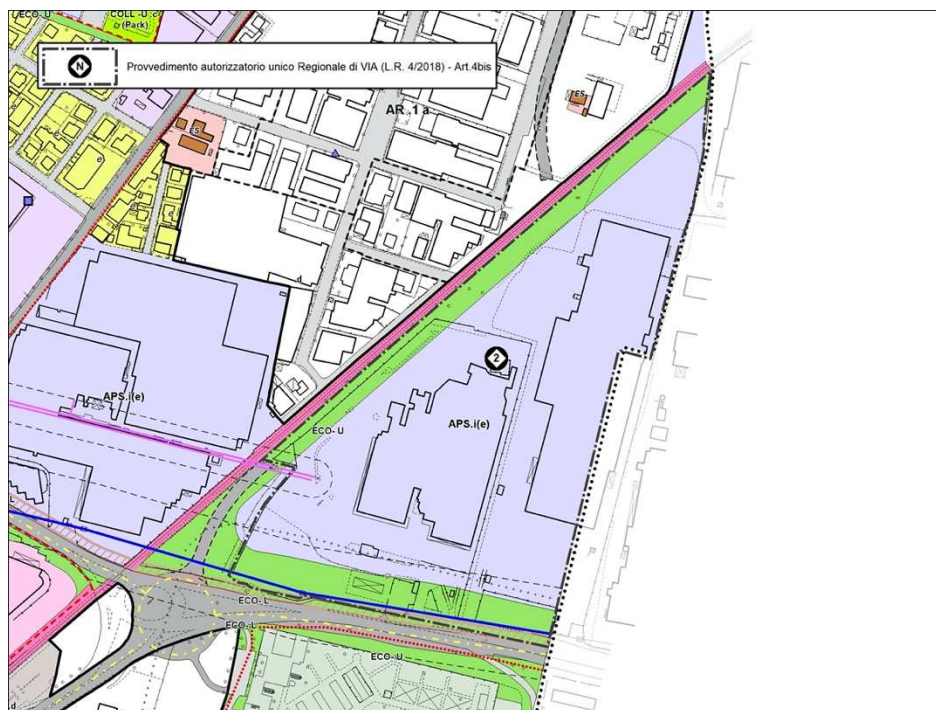 ECO- U
COLL -U .c
(Park)
N
Provvedimento autorizzatorio unico Regionale di VIA (L.R. 4/2018) - Art.4bis
ES
AR .1 a
ES
e
e
e
2
APS.i(e)
APS.i(e)
ECO- U
ECO- L
ECO- L
ECO- U
d